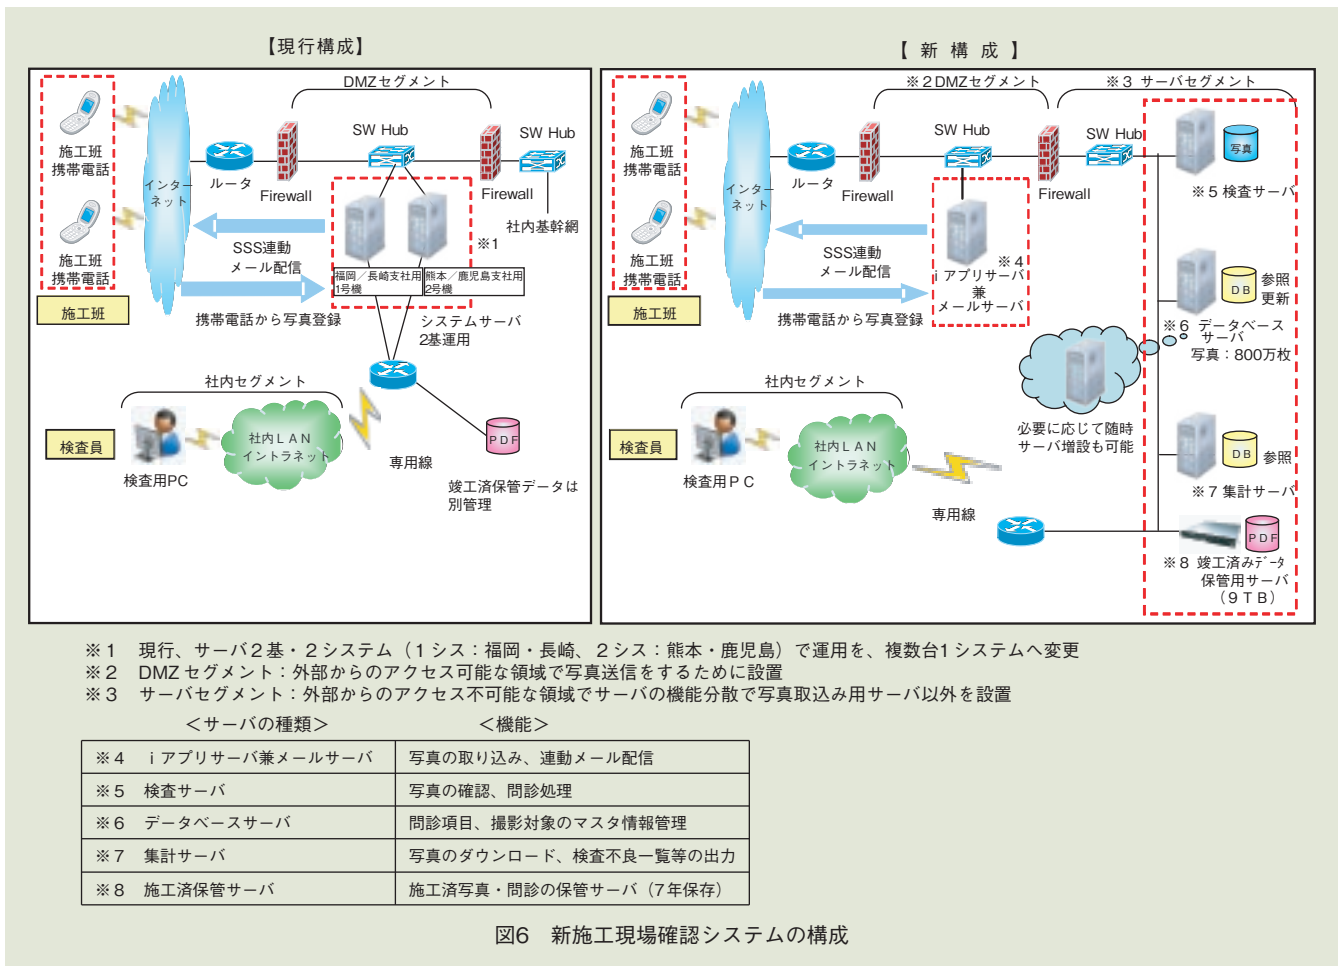 【現行構成】
DMZセグメント
施工班
携帯電話
インター
ネット
ルータ
Firewall
SW Hub
Firewall
SW Hub
社内基幹網
施工班
携帯電話
SSS連動
メール配信
※1
福岡／長崎支社用
1号機
熊本／鹿児島支社用
2号機
施工班
携帯電話から写真登録
システムサーバ
2基運用
社内セグメント
検査員
検査用PC
社内ＬＡＮ
イントラネット
専用線
PDF
竣工済保管データは
別管理
【 新 構 成 】
※２DMZセグメント
※３ サーバセグメント
施工班
携帯電話
インター
ネット
ルータ
Firewall
SW Hub
Firewall
SW Hub
写真
※５検査サーバ
施工班
携帯電話
SSS連動
メール配信
※４
ｉアプリサーバ
兼
メールサーバ
DB
参照
更新
施工班
携帯電話から写真登録
※６ データベース
サーバ
写真：800万枚
必要に応じて随時
サーバ増設も可能
社内セグメント
検査員
検査用ＰＣ
社内ＬＡＮ
イントラネット
専用線
DB
参照
※７集計サーバ
PDF
※８ 竣工済みﾃﾞｰﾀ
保管用サーバ
（９ＴＢ）
※１　現行、サーバ２基・２システム（１シス：福岡・長崎、２シス：熊本・鹿児島）で運用を、複数台1システムへ変更
※２　DMZセグメント：外部からのアクセス可能な領域で写真送信をするために設置
※３　サーバセグメント：外部からのアクセス不可能な領域でサーバの機能分散で写真取込み用サーバ以外を設置
＜サーバの種類＞　＜機能＞
※４　ｉアプリサーバ兼メールサーバ　写真の取り込み、連動メール配信
※５　検査サーバ　写真の確認、問診処理
※６　データベースサーバ　問診項目、撮影対象のマスタ情報管理
※７　集計サーバ　写真のダウンロード、検査不良一覧等の出力
※８　施工済保管サーバ　施工済写真・問診の保管サーバ（7年保存）
図6　新施工現場確認システムの構成